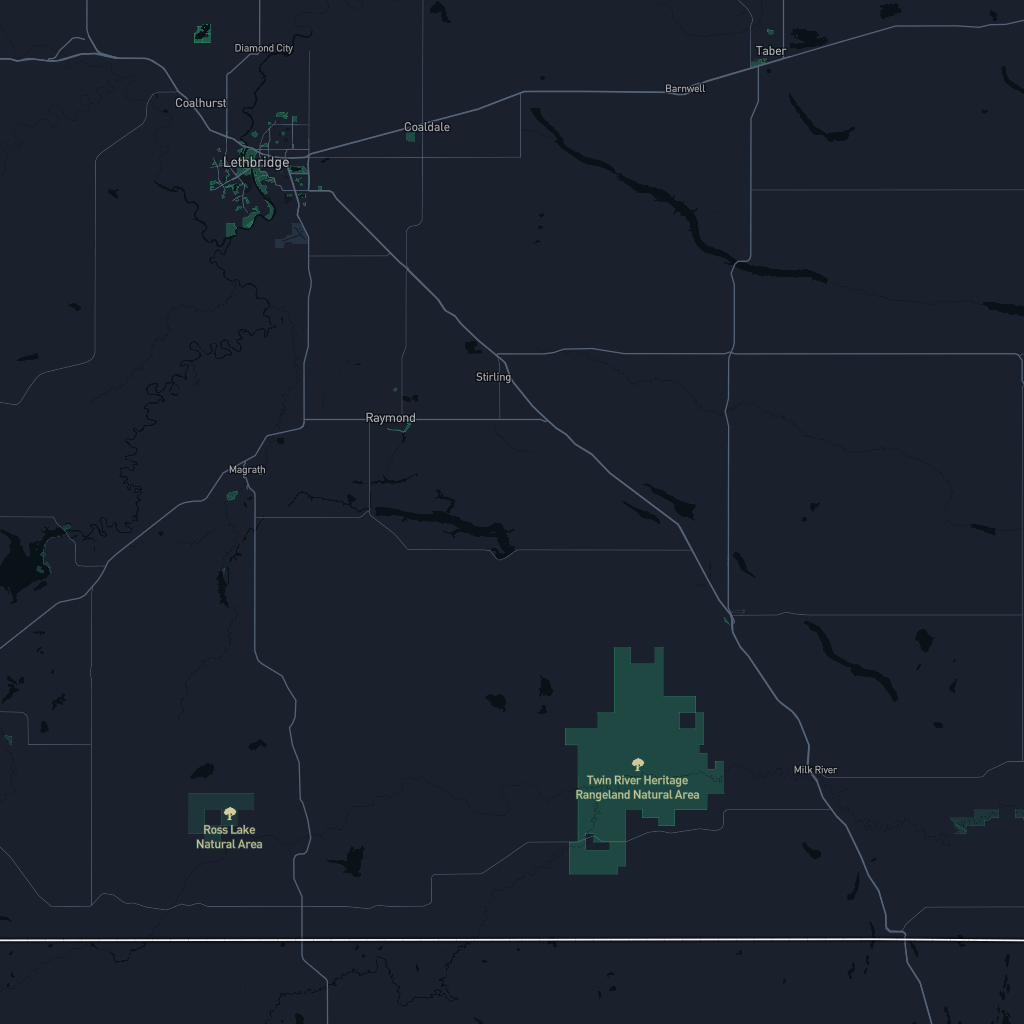 Diamond City
Taber
Barnwell
Coalhurst
Coaldale
Lethbridge
Stirling
Raymond
Magrath
Milk River
Twin River Heritage
Rangeland Natural Area
Ross Lake
Natural Area